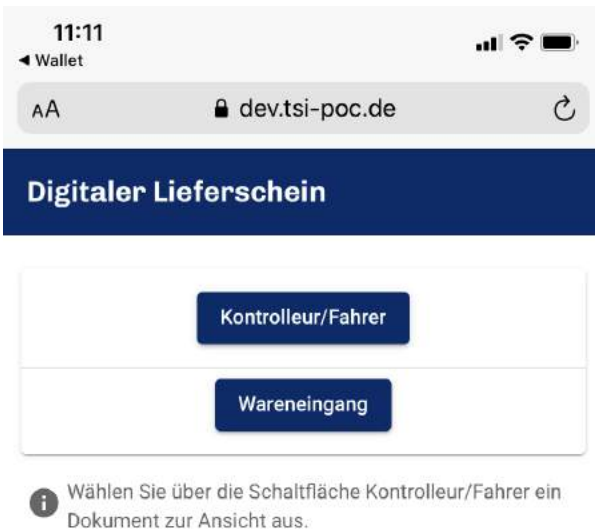 11:11
◀ Wallet
AA dev.tsi-poc.de
Digitaler Lieferschein
Kontrolleur/Fahrer
Wareneingang
Wählen Sie über die Schaltfläche Kontrolleur/Fahrer ein
Dokument zur Ansicht aus.